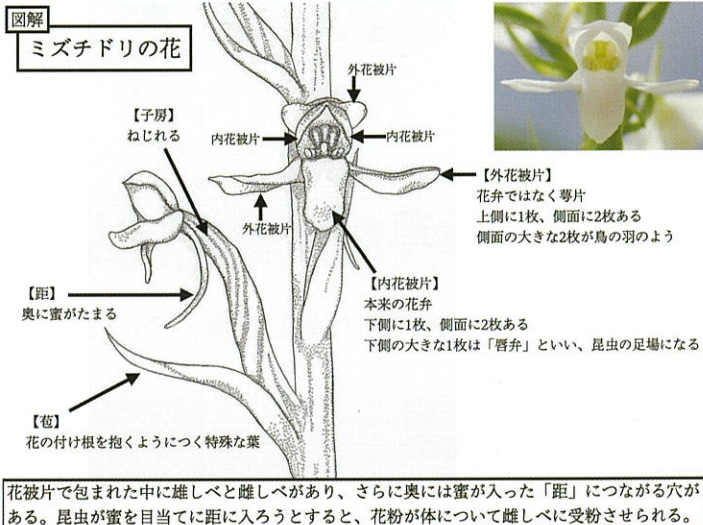 図解
ミズチドリの花
外花被片
【子房】
ねじれる
内花被片
内花被片
【外花被片】
花弁ではなく萼片
上側に1枚、側面に2枚ある
側面の大きな2枚が鳥の羽のよう
外花被片
【距】
奥に蜜がたまる
【内花被片】
本来の花弁
下側に1枚、側面に2枚ある
下側の大きな1枚は「唇弁」といい、昆虫の足場になる
【苞】
花の付け根を抱くようにつく特殊な葉
花被片で包まれた中に雄しべと雌しべがあり、さらに奥には蜜が入った「距」につながる穴が
ある。昆虫が蜜を目当てに距に入ろうとすると、花粉が体について雌しべに受粉させられる。